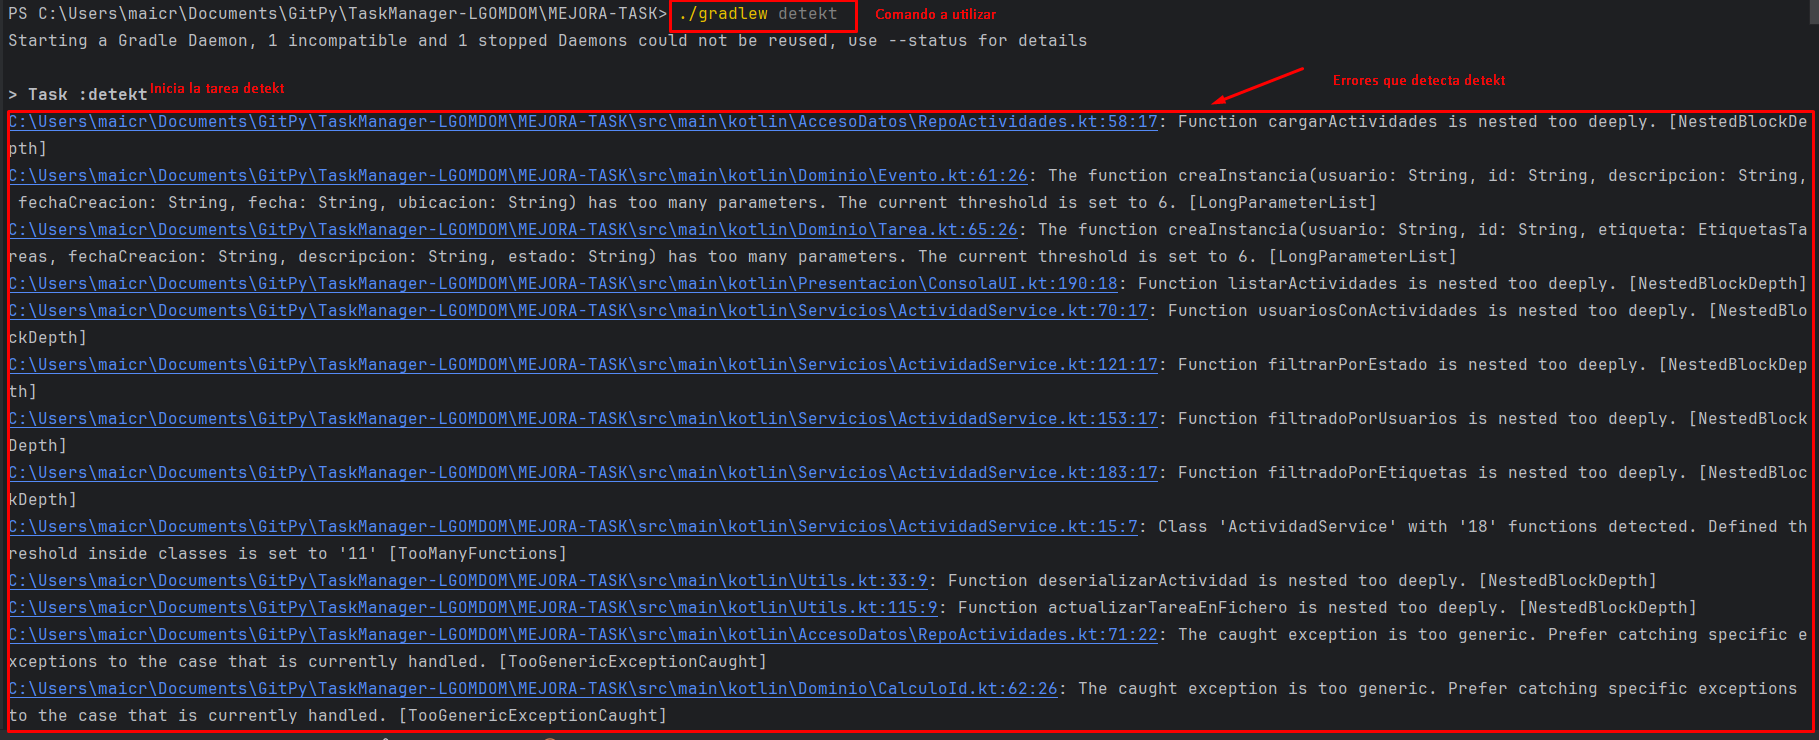 PS C:\Users\maicr\Documents\GitPy\TaskManager-LGOMDOM\MEJORA-TASK> ./gradlew detekt Comando a utilizar
Starting a Gradle Daemon, 1 incompatible and 1 stopped Daemons could not be reused, use --status for details
Errores que detecta detekt
> Task :detekt Inicia la tarea detekt
C:\Users\maicr\Documents\GitPy\TaskManager-LGOMDOM\MEJORA-TASK\src\main\kotlin\AccesoDatos\RepoActividades.kt:58:17: Function cargarActividades is nested too deeply. [NestedBlockDe
pth]
C:\Users\maicr\Documents\GitPy\TaskManager-LGOMDOM\MEJORA-TASK\src\main\kotlin\Dominio\Evento.kt:61:26: The function creaInstancia(usuario: String, id: String, descripcion: String,
fechaCreacion: String, fecha: String, ubicacion: String) has too many parameters. The current threshold is set to 6. [LongParameterList]
C:\Users\maicr\Documents\GitPy\TaskManager-LGOMDOM\MEJORA-TASK\src\main\kotlin\Dominio\Tarea.kt:65:26: The function creaInstancia(usuario: String, id: String, etiqueta: EtiquetasTa
reas, fechaCreacion: String, descripcion: String, estado: String) has too many parameters. The current threshold is set to 6. [LongParameterList]
C:\Users\maicr\Documents\GitPy\TaskManager-LGOMDOM\MEJORA-TASK\src\main\kotlin\Presentacion\ConsolaUI.kt:190:18: Function listarActividades is nested too deeply. [NestedBlockDepth]
C:\Users\maicr\Documents\GitPy\TaskManager-LGOMDOM\MEJORA-TASK\src\main\kotlin\Servicios\ActividadService.kt:70:17: Function usuariosConActividades is nested too deeply. [NestedBlo
ckDepth]
C:\Users\maicr\Documents\GitPy\TaskManager-LGOMDOM\MEJORA-TASK\src\main\kotlin\Servicios\ActividadService.kt:121:17: Function filtrarPorEstado is nested too deeply. [NestedBlockDep
th]
C:\Users\maicr\Documents\GitPy\TaskManager-LGOMDOM\MEJORA-TASK\src\main\kotlin\Servicios\ActividadService.kt:153:17: Function filtradoPorUsuarios is nested too deeply. [NestedBlock
Depth]
C:\Users\maicr\Documents\GitPy\TaskManager-LGOMDOM\MEJORA-TASK\src\main\kotlin\Servicios\ActividadService.kt:183:17: Function filtradoPorEtiquetas is nested too deeply. [NestedBloc
kDepth]
C:\Users\maicr\Documents\GitPy\TaskManager-LGOMDOM\MEJORA-TASK\src\main\kotlin\Servicios\ActividadService.kt:15:7: Class 'ActividadService' with '18' functions detected. Defined th
reshold inside classes is set to '11' [TooManyFunctions]
C:\Users\maicr\Documents\GitPy\TaskManager-LGOMDOM\MEJORA-TASK\src\main\kotlin\Utils.kt:33:9: Function deserializarActividad is nested too deeply. [NestedBlockDepth]
C:\Users\maicr\Documents\GitPy\TaskManager-LGOMDOM\MEJORA-TASK\src\main\kotlin\Utils.kt:115:9: Function actualizarTareaEnFichero is nested too deeply. [NestedBlockDepth]
C:\Users\maicr\Documents\GitPy\TaskManager-LGOMDOM\MEJORA-TASK\src\main\kotlin\AccesoDatos\RepoActividades.kt:71:22: The caught exception is too generic. Prefer catching specific e
xceptions to the case that is currently handled. [TooGenericExceptionCaught]
C:\Users\maicr\Documents\GitPy\TaskManager-LGOMDOM\MEJORA-TASK\src\main\kotlin\Dominio\CalculoId.kt:62:26: The caught exception is too generic. Prefer catching specific exceptions
to the case that is currently handled. [TooGenericExceptionCaught]